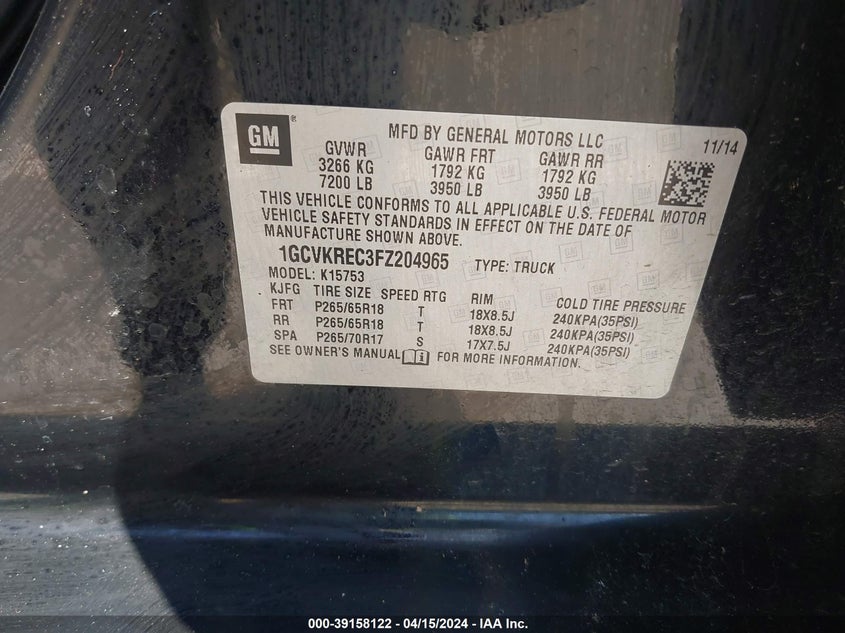 GM ®
MFD BY GENERAL MOTORS LLC
11/14
GVWR GAWR FRT GAWR RR
3266 KG 1792 KG 1792 KG
7200 LB 3950 LB 3950 LB
THIS VEHICLE CONFORMS TO ALL APPLICABLE U.S. FEDERAL MOTOR
VEHICLE SAFETY STANDARDS IN EFFECT ON THE DATE OF
MANUFACTURE SHOWN ABOVE.
1GCVKREC3FZ204965 TYPE: TRUCK
MODEL: K15753
KJFG TIRE SIZE SPEED RTG RIM COLD TIRE PRESSURE
FRT P265/65R18 T 18X8.5J 240KPA(35PSI)
RR P265/65R18 T 18X8.5J 240KPA(35PSI)
SPA P265/70R17 S 17X7.5J 240KPA(35PSI)
SEE OWNER'S MANUAL FOR MORE INFORMATION.
000-39158122 - 04/15/2024 - IAA Inc.